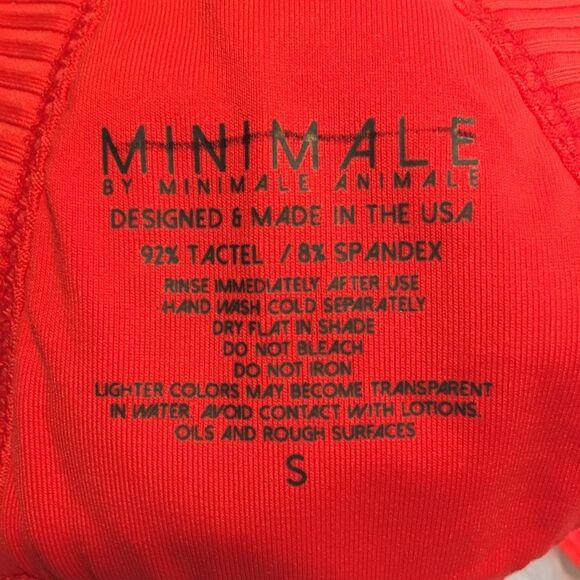 MINIMALE
BY MINIMALE ANIMALE
DESIGNED & MADE IN THE USA
92% TACTEL / 8% SPANDEX
RINSE IMMEDIATELY AFTER USE
HAND WASH COLD SEPARATELY
DRY FLAT IN SHADE
DO NOT BLEACH
DO NOT IRON
LIGHTER COLORS MAY BECOME TRANSPARENT
IN WATER. AVOID CONTACT WITH LOTIONS.
OILS AND ROUGH SURFACES
S